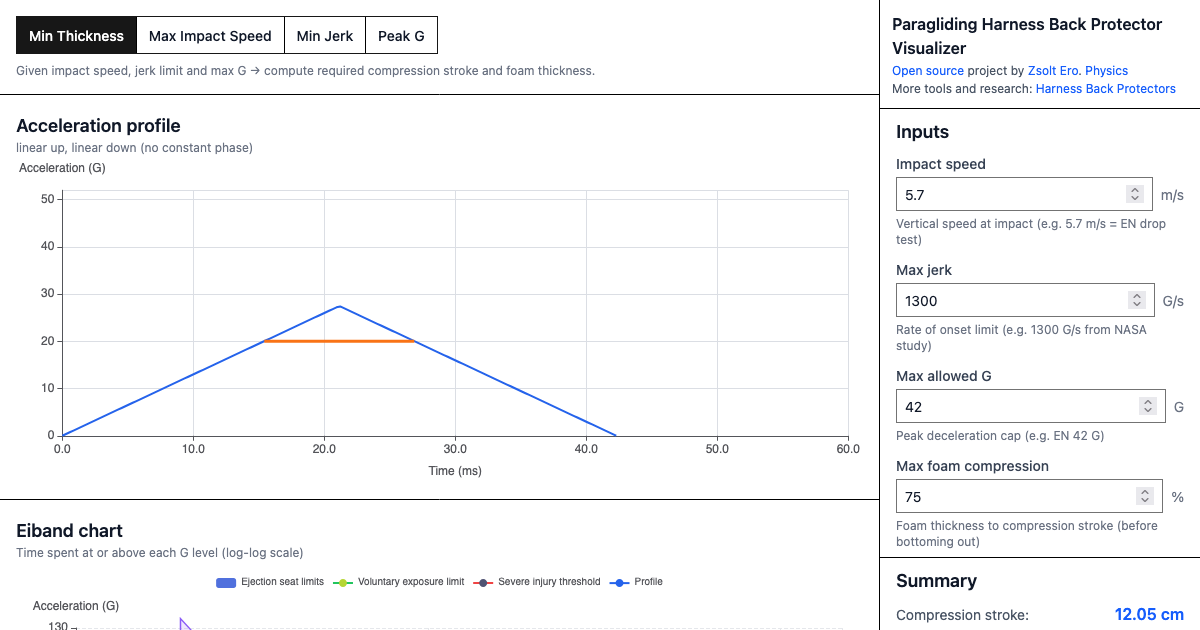 Min Thickness
Max Impact Speed
Min Jerk
Peak G
Given impact speed, jerk limit and max G → compute required compression stroke and foam thickness.
Acceleration profile
linear up, linear down (no constant phase)
Acceleration (G)
50
40
30
20
10
0
0.0
10.0
20.0
30.0
40.0
50.0
60.0
Time (ms)
Eiband chart
Time spent at or above each G level (log-log scale)
Ejection seat limits
Voluntary exposure limit
Severe injury threshold
Profile
Acceleration (G)
130
Paragliding Harness Back Protector
Visualizer
Open source project by Zsolt Ero. Physics
More tools and research: Harness Back Protectors
Inputs
Impact speed
5.7
m/s
Vertical speed at impact (e.g. 5.7 m/s = EN drop
test)
Max jerk
1300
G/s
Rate of onset limit (e.g. 1300 G/s from NASA
study)
Max allowed G
42
G
Peak deceleration cap (e.g. EN 42 G)
Max foam compression
75
%
Foam thickness to compression stroke (before
bottoming out)
Summary
Compression stroke:
12.05 cm